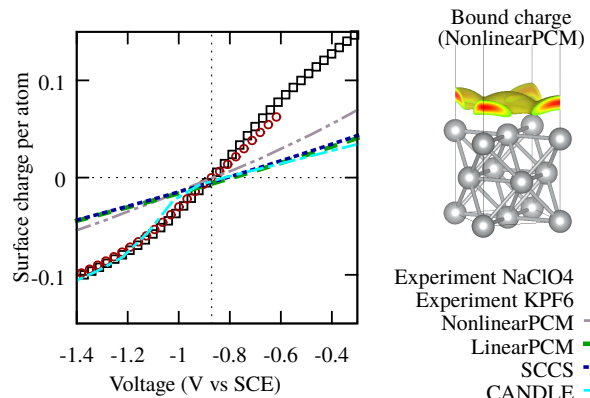 Bound charge
(NonlinearPCM)
0.1
0
-0.1
Surface charge per atom
-1.4 -1.2 -1 -0.8 -0.6 -0.4
Voltage (V vs SCE)
Experiment NaClO4
Experiment KPF6
NonlinearPCM
LinearPCM
SCCS
CANDLE